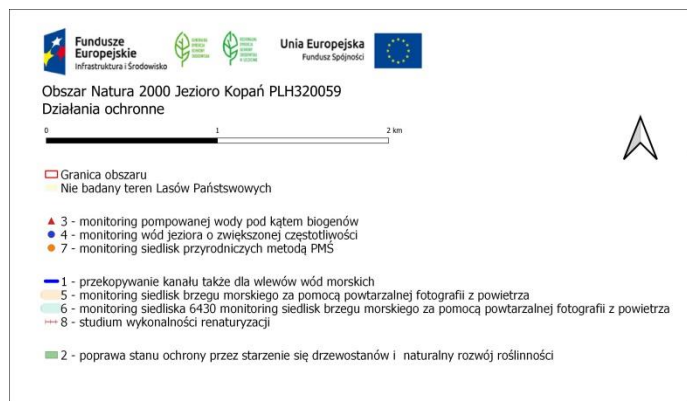 Fundusze
Europejskie
Infrastruktura i Środowisko
Unia Europejska
Fundusz Spójności
Obszar Natura 2000 Jezioro Kopań PLH320059
Działania ochronne
0 1 2 km
Granica obszaru
Nie badany teren Lasów Państswowych
3 - monitoring pompowanej wody pod kątem biogenów
4 - monitoring wód jeziora o zwiększonej częstotliwości
7 - monitoring siedlisk przyrodniczych metodą PMŚ
1 - przekopywanie kanału także dla wlewów wód morskich
5 - monitoring siedlisk brzegu morskiego za pomocą powtarzalnej fotografii z powietrza
6 - monitoring siedliska 6430 monitoring siedlisk brzegu morskiego za pomocą powtarzalnej fotografii z powietrza
8 - studium wykonalności renaturyzacji
2 - poprawa stanu ochrony przez starzenie się drzewostanów i naturalny rozwój roślinności